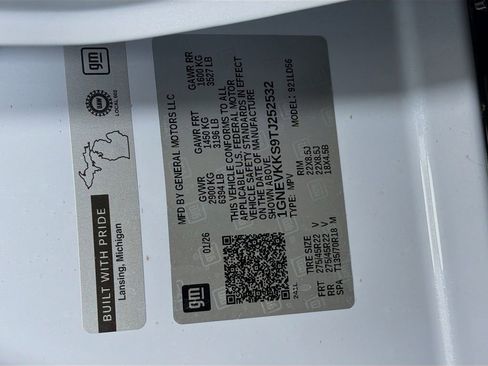 BUILT WITH PRIDE
Lansing, Michigan
LOCAL 602
gm
MFD BY GENERAL MOTORS LLC
01/26
GVWR GAWR FRT GAWR RR
2900 KG 1450 KG 1600 KG
6394 LB 3196 LB 3527 LB
THIS VEHICLE CONFORMS TO ALL
APPLICABLE U.S. FEDERAL MOTOR
VEHICLE SAFETY STANDARDS IN EFFECT
ON THE DATE OF MANUFACTURE
SHOWN ABOVE.
1GNEVKKS9TJ252532
TYPE: MPV MODEL: 921LD56
gm
TIRE SIZE RIM
FRT 275/45R22 V 22X8.5J
RR 275/45R22 V 22X8.5J
SPA T135/70R18 M 18X4.5B